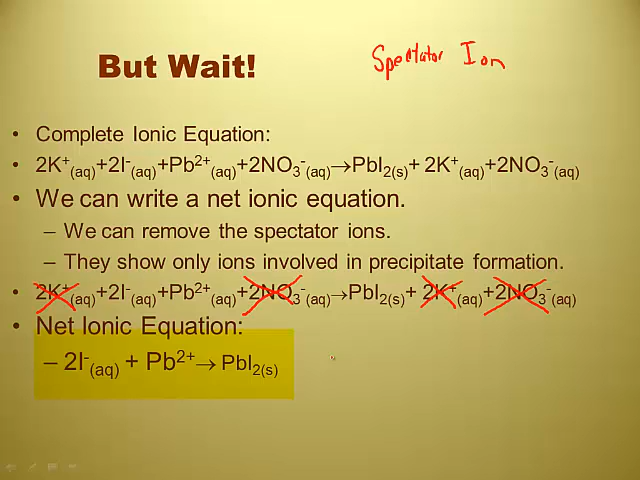 But Wait!
Spectator Ion
• Complete Ionic Equation:
• 2K⁺(aq)+2I⁻(aq)+Pb²⁺(aq)+2NO₃⁻(aq)→PbI₂(s)+ 2K⁺(aq)+2NO₃⁻(aq)
• We can write a net ionic equation.
– We can remove the spectator ions.
– They show only ions involved in precipitate formation.
• 2K⁺(aq)+2I⁻(aq)+Pb²⁺(aq)+2NO₃⁻(aq)→PbI₂(s)+ 2K⁺(aq)+2NO₃⁻(aq)
• Net Ionic Equation:
– 2I⁻(aq) + Pb²⁺→ PbI₂(s)